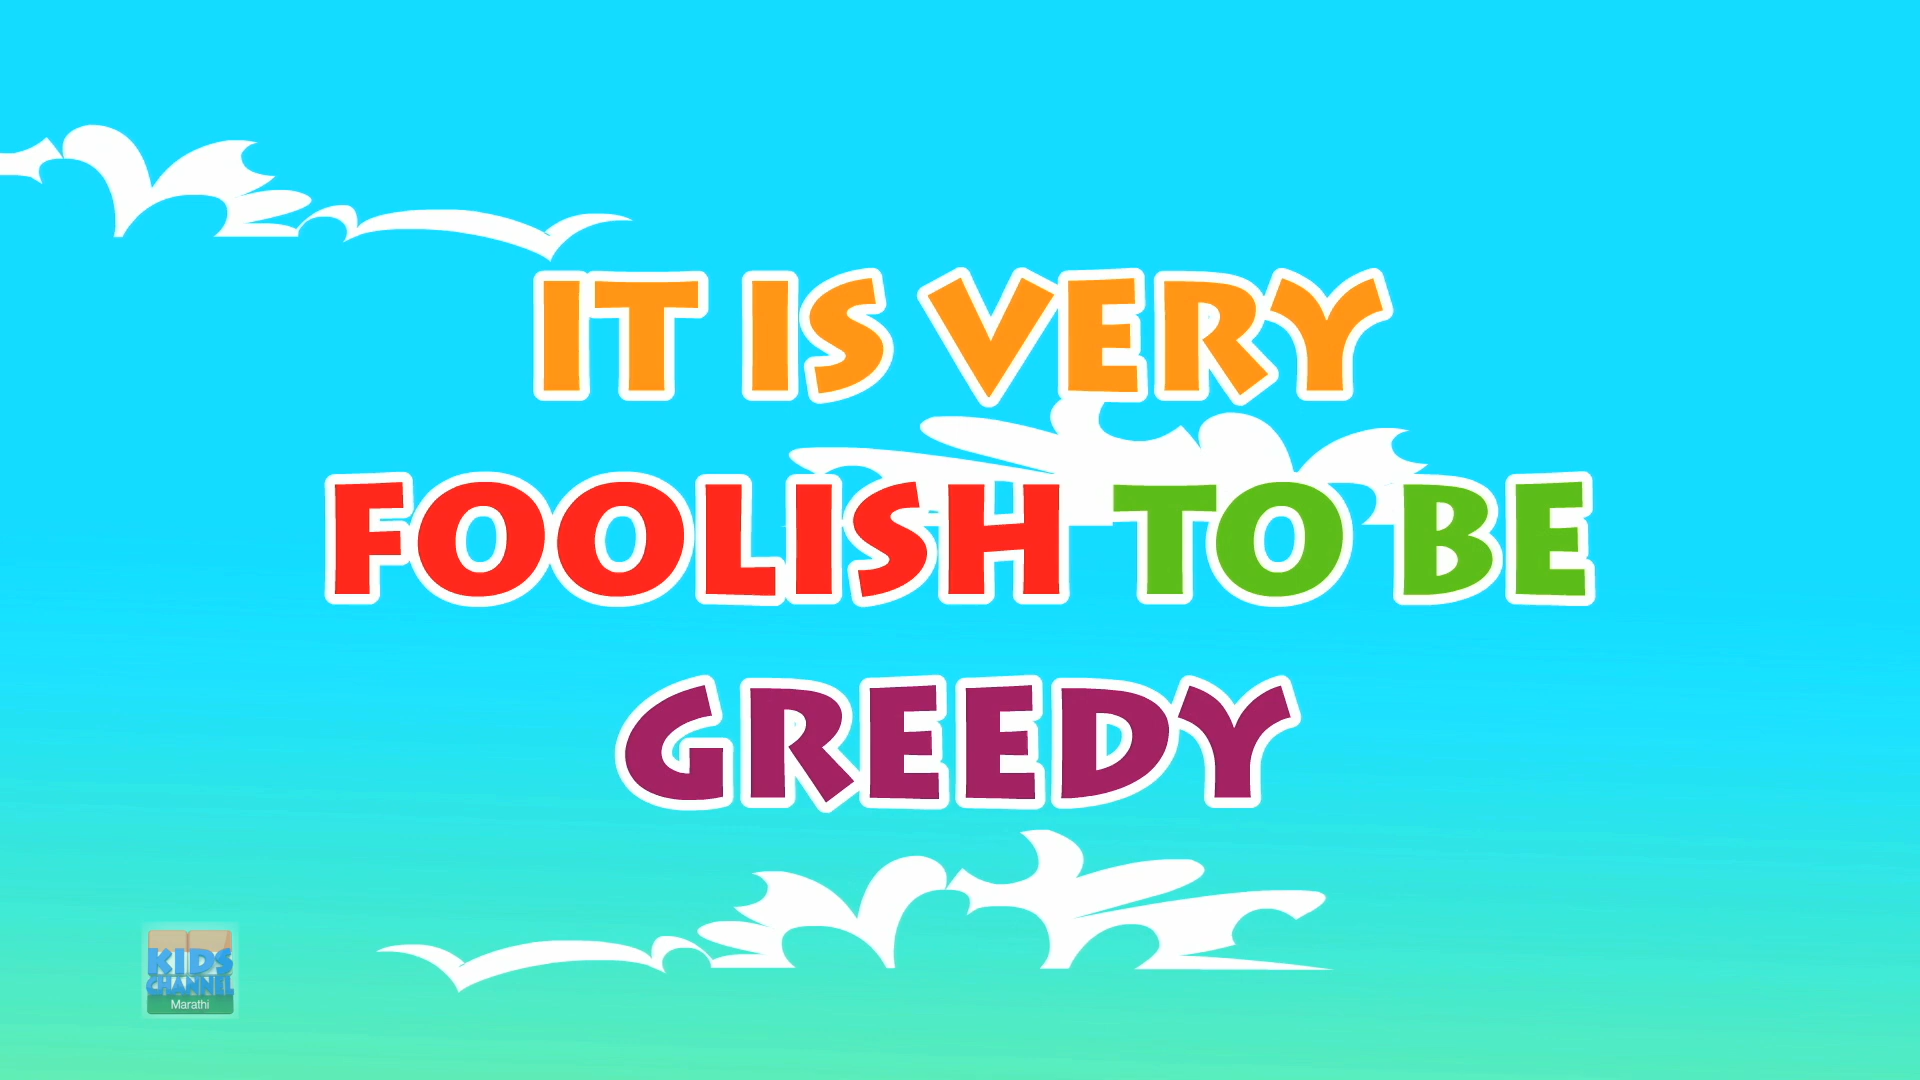 IT IS VERY
FOOLISH TO BE
GREEDY
KIDS
CHANNEL
Marathi